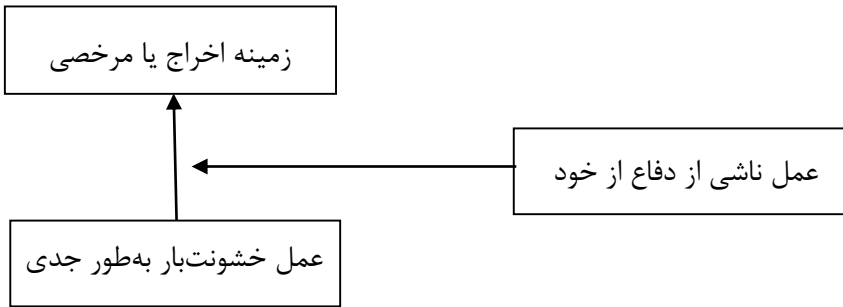 زمینه اخراج یا مرخصی
عمل ناشی از دفاع از خود
عمل خشونت‌بار به‌طور جدی